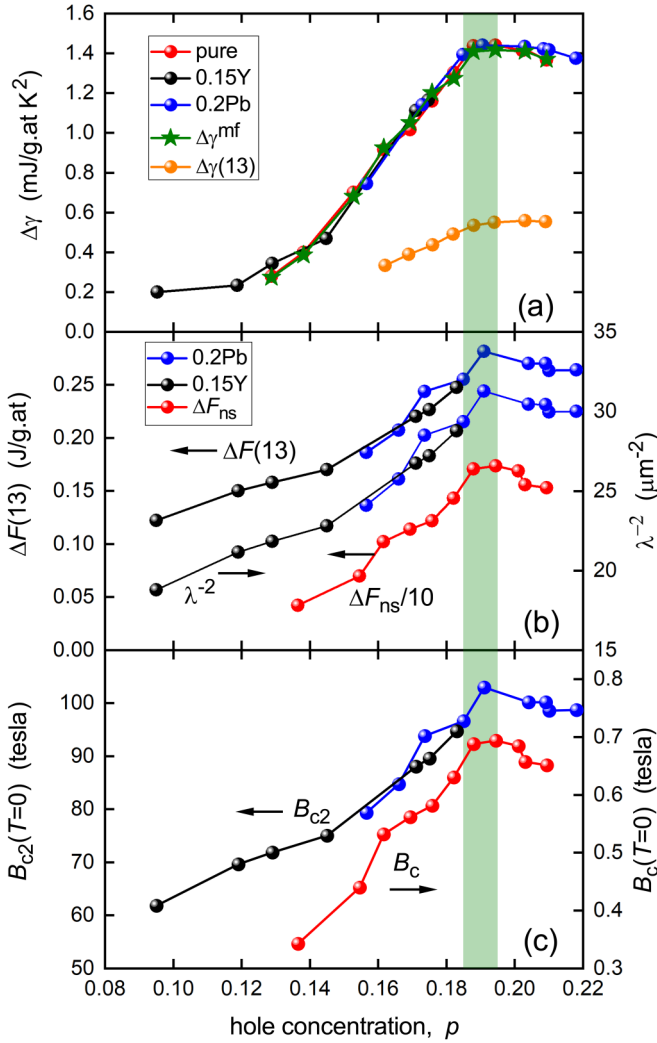 1.6
1.4
1.2
1.0
0.8
0.6
0.4
0.2
0.0
Δγ (mJ/g.at K²)
pure
0.15Y
0.2Pb
Δγᵐᶠ
Δγ(13)
(a)
0.25
0.20
0.15
0.10
0.05
0.00
ΔF(13) (J/g.at)
0.2Pb
0.15Y
ΔFₙₛ
ΔF(13)
λ⁻²
ΔFₙₛ/10
(b)
35
30
25
20
15
λ⁻² (μm⁻²)
100
90
80
70
60
50
B_c2(T=0) (tesla)
B_c2
B_c
(c)
0.8
0.7
0.6
0.5
0.4
0.3
B_c(T=0) (tesla)
0.08 0.10 0.12 0.14 0.16 0.18 0.20 0.22
hole concentration, p